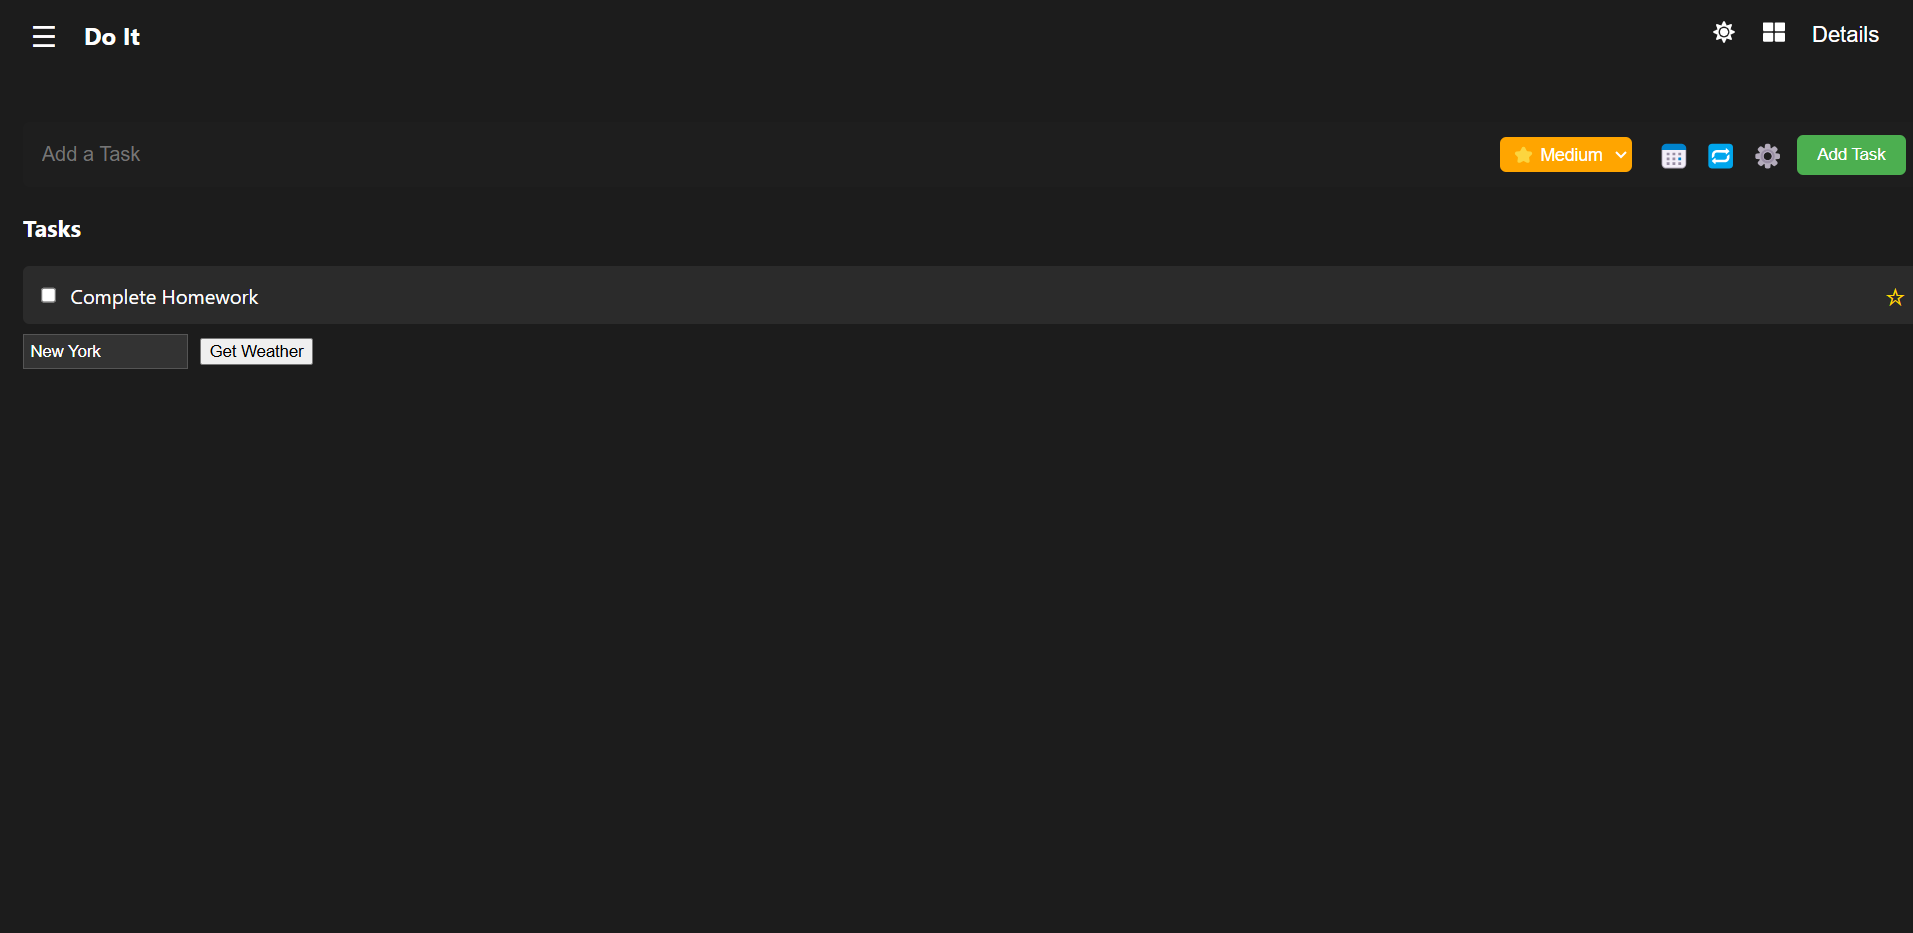 Do It
Details
Add a Task
Medium
Add Task
Tasks
Complete Homework
New York
Get Weather